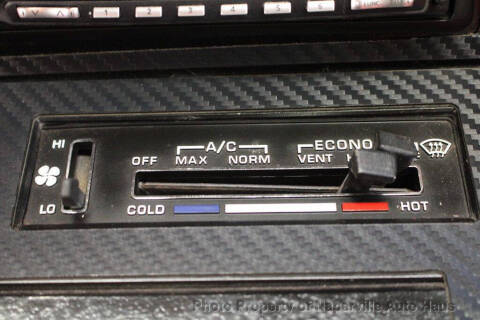 1 2 3 4 5 6
HI
A/C
ECONO
OFF MAX NORM VENT
LO COLD HOT
Photo Property of Naperville Auto Haus